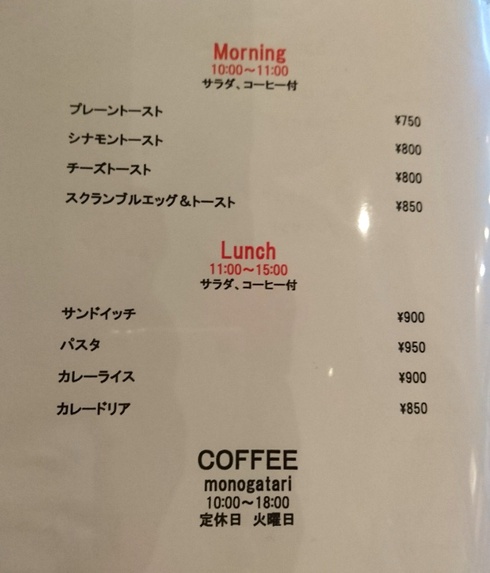 Morning
10:00～11:00
サラダ、コーヒー付
プレーントースト ¥750
シナモントースト ¥800
チーズトースト ¥800
スクランブルエッグ＆トースト ¥850
Lunch
11:00～15:00
サラダ、コーヒー付
サンドイッチ ¥900
パスタ ¥950
カレーライス ¥900
カレードリア ¥850
COFFEE
monogatari
10:00～18:00
定休日 火曜日